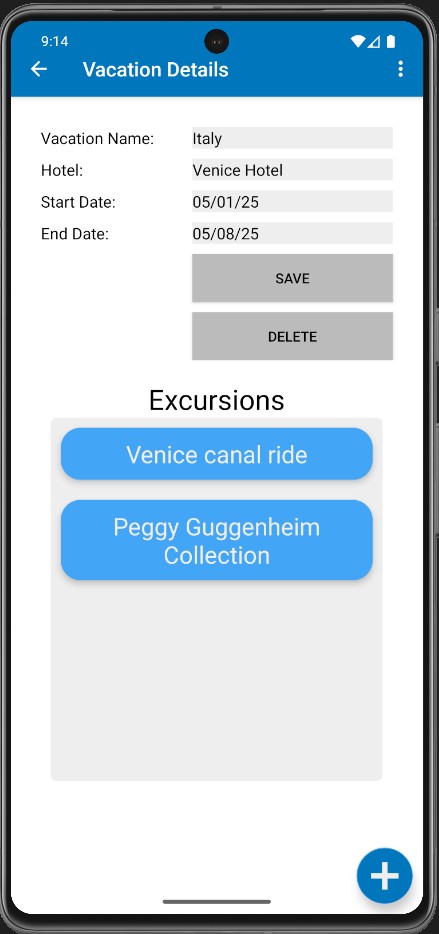 9:14
Vacation Details
Vacation Name: Italy
Hotel: Venice Hotel
Start Date: 05/01/25
End Date: 05/08/25
SAVE
DELETE
Excursions
Venice canal ride
Peggy Guggenheim
Collection